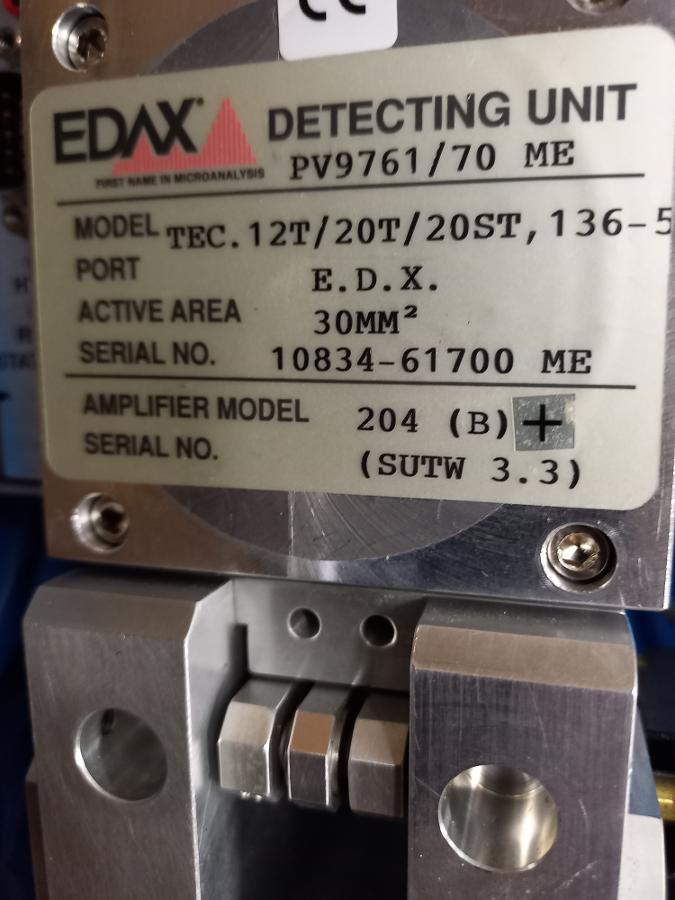 EDAX DETECTING UNIT
FIRST NAME IN MICROANALYSIS PV9761/70 ME
MODEL TEC.12T/20T/20ST,136-5
PORT E.D.X.
ACTIVE AREA 30MM²
SERIAL NO. 10834-61700 ME
AMPLIFIER MODEL 204 (B)+
SERIAL NO. (SUTW 3.3)